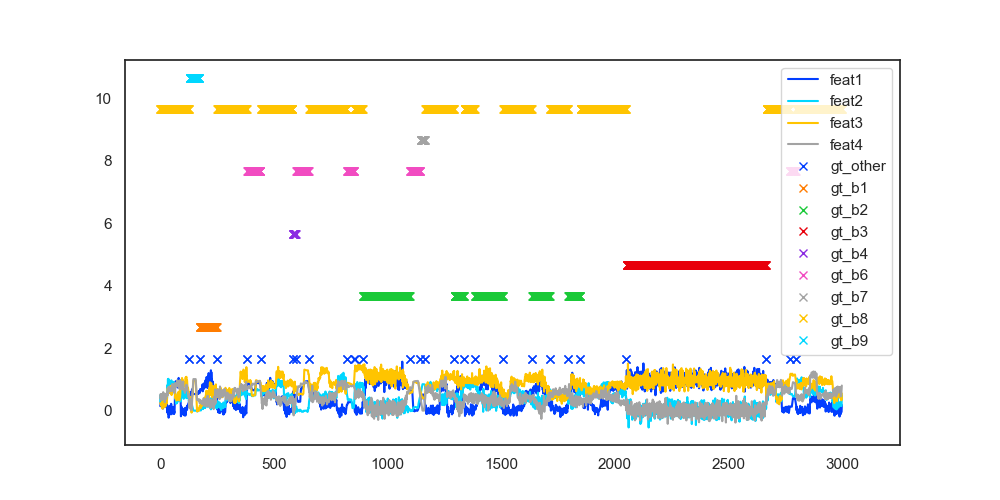 10
8
6
4
2
0
0
500
1000
1500
2000
2500
3000
feat1
feat2
feat3
feat4
gt_other
gt_b1
gt_b2
gt_b3
gt_b4
gt_b6
gt_b7
gt_b8
gt_b9